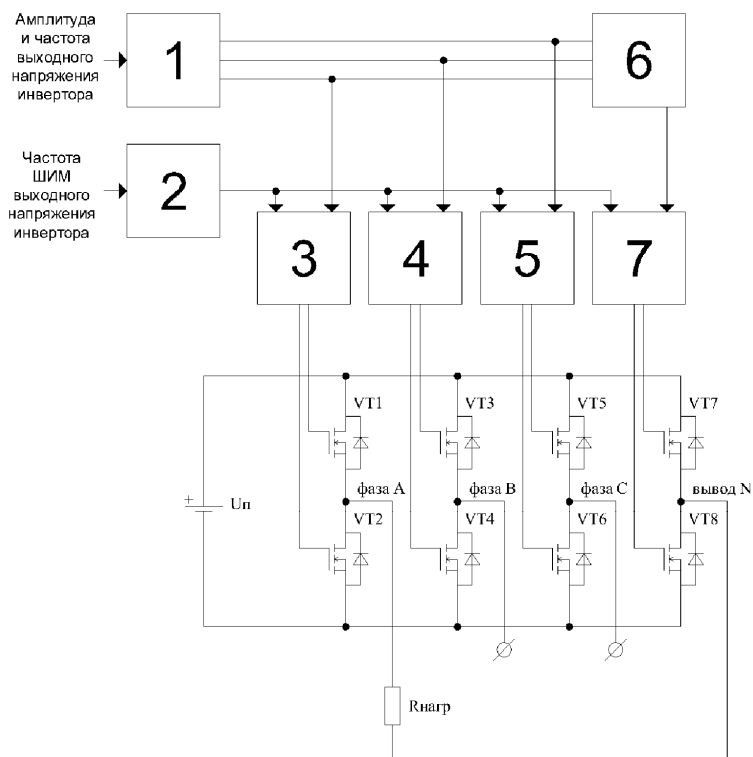 Амплитуда
и частота
выходного
напряжения
инвертора
1
6
Частота
ШИМ
выходного
напряжения
инвертора
2
3
4
5
7
VT1
VT3
VT5
VT7
+
Uп
фаза A
фаза B
фаза C
вывод N
VT2
VT4
VT6
VT8
Rнагр